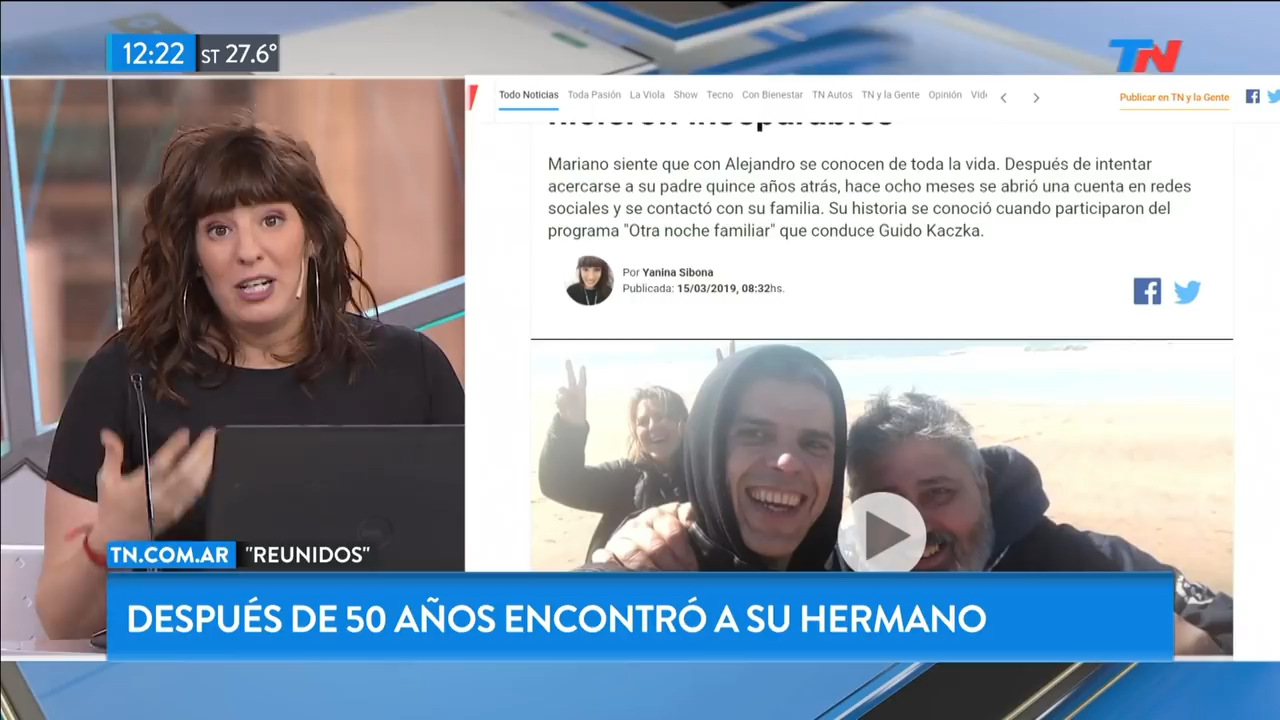 12:22 ST 27.6°
TN
Todo Noticias Toda Pasión La Viola Show Tecno Con Bienestar TN Autos TN y la Gente Opinión Vide
Publicar en TN y la Gente
hicieron inseparables
Mariano siente que con Alejandro se conocen de toda la vida. Después de intentar
acercarse a su padre quince años atrás, hace ocho meses se abrió una cuenta en redes
sociales y se contactó con su familia. Su historia se conoció cuando participaron del
programa "Otra noche familiar" que conduce Guido Kaczka.
Por Yanina Sibona
Publicada: 15/03/2019, 08:32hs.
TN.COM.AR "REUNIDOS"
DESPUÉS DE 50 AÑOS ENCONTRÓ A SU HERMANO